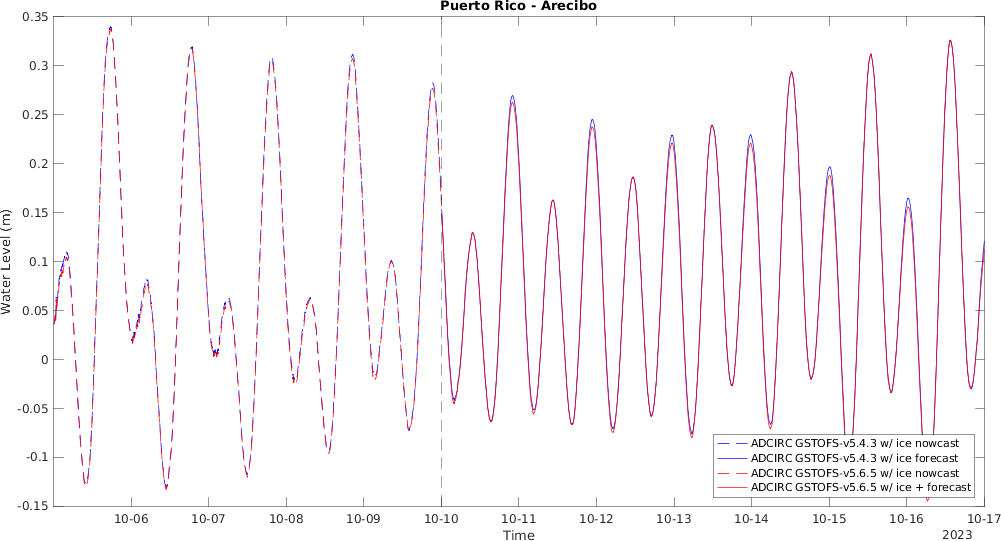 Puerto Rico - Arecibo
0.35
0.3
0.25
0.2
0.15
0.1
0.05
0
-0.05
-0.1
-0.15
Water Level (m)
ADCIRC GSTOFS-v5.4.3 w/ ice nowcast
ADCIRC GSTOFS-v5.4.3 w/ ice forecast
ADCIRC GSTOFS-v5.6.5 w/ ice nowcast
ADCIRC GSTOFS-v5.6.5 w/ ice + forecast
10-06 10-07 10-08 10-09 10-10 10-11 10-12 10-13 10-14 10-15 10-16 10-17
Time
2023